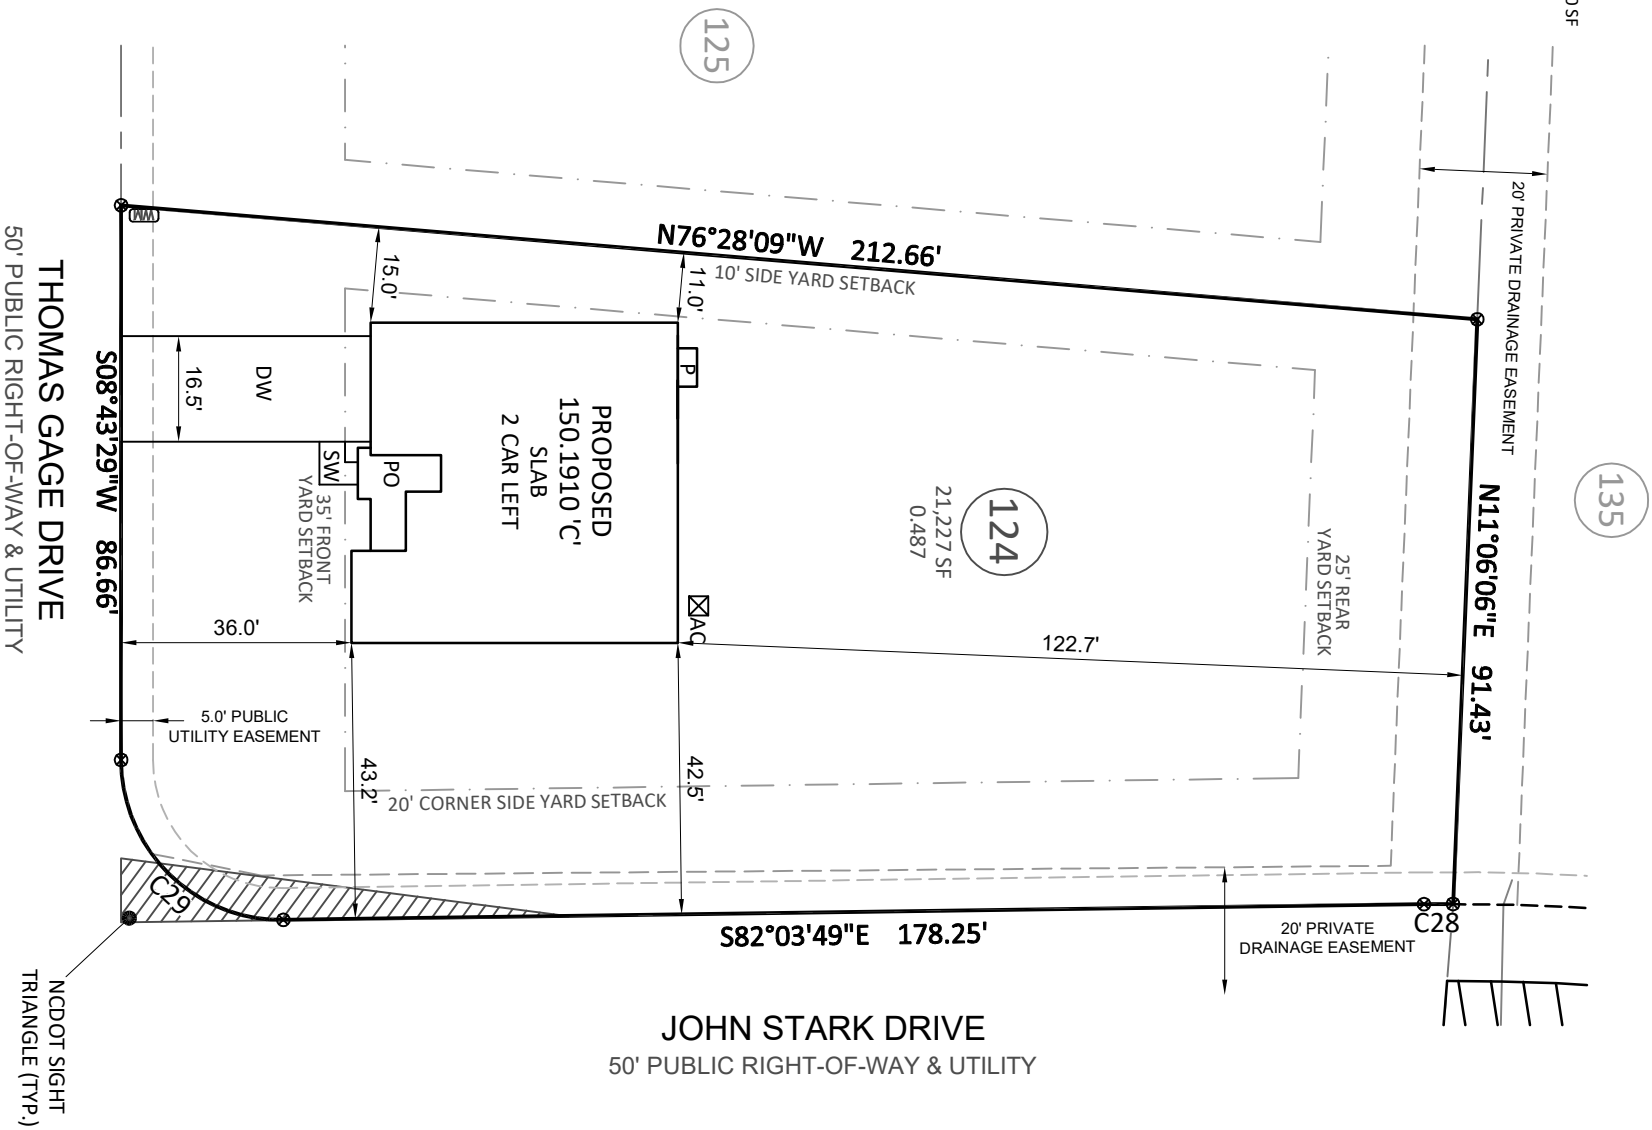 0 SF
125
20' PRIVATE DRAINAGE EASEMENT
135
N76°28'09"W 212.66'
10' SIDE YARD SETBACK
WM
15.0'
11.0'
16.5'
DW
SW
PO
P
PROPOSED
150.1910 'C'
SLAB
2 CAR LEFT
35' FRONT
YARD SETBACK
124
21,227 SF
0.487
25' REAR
YARD SETBACK
N11°06'06"E 91.43'
AC
122.7'
36.0'
THOMAS GAGE DRIVE
50' PUBLIC RIGHT-OF-WAY & UTILITY
S08°43'29"W 86.66'
5.0' PUBLIC
UTILITY EASEMENT
43.2'
42.5'
20' CORNER SIDE YARD SETBACK
C29
S82°03'49"E 178.25'
C28
20' PRIVATE
DRAINAGE EASEMENT
NCDOT SIGHT
TRIANGLE (TYP.)
JOHN STARK DRIVE
50' PUBLIC RIGHT-OF-WAY & UTILITY